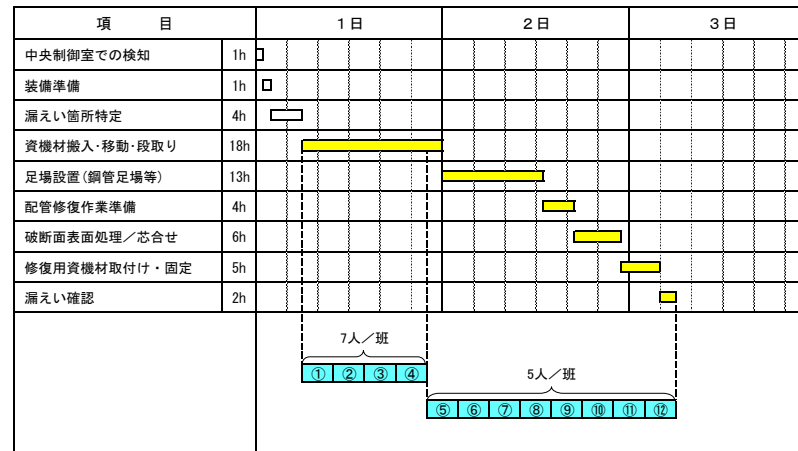 項　目 1日 2日 3日
中央制御室での検知 1h
装備準備 1h
漏えい箇所特定 4h
資機材搬入・移動・段取り 18h
足場設置(鋼管足場等) 13h
配管修復作業準備 4h
破断面表面処理／芯合せ 6h
修復用資機材取付け・固定 5h
漏えい確認 2h
7人／班
① ② ③ ④
5人／班
⑤ ⑥ ⑦ ⑧ ⑨ ⑩ ⑪ ⑫